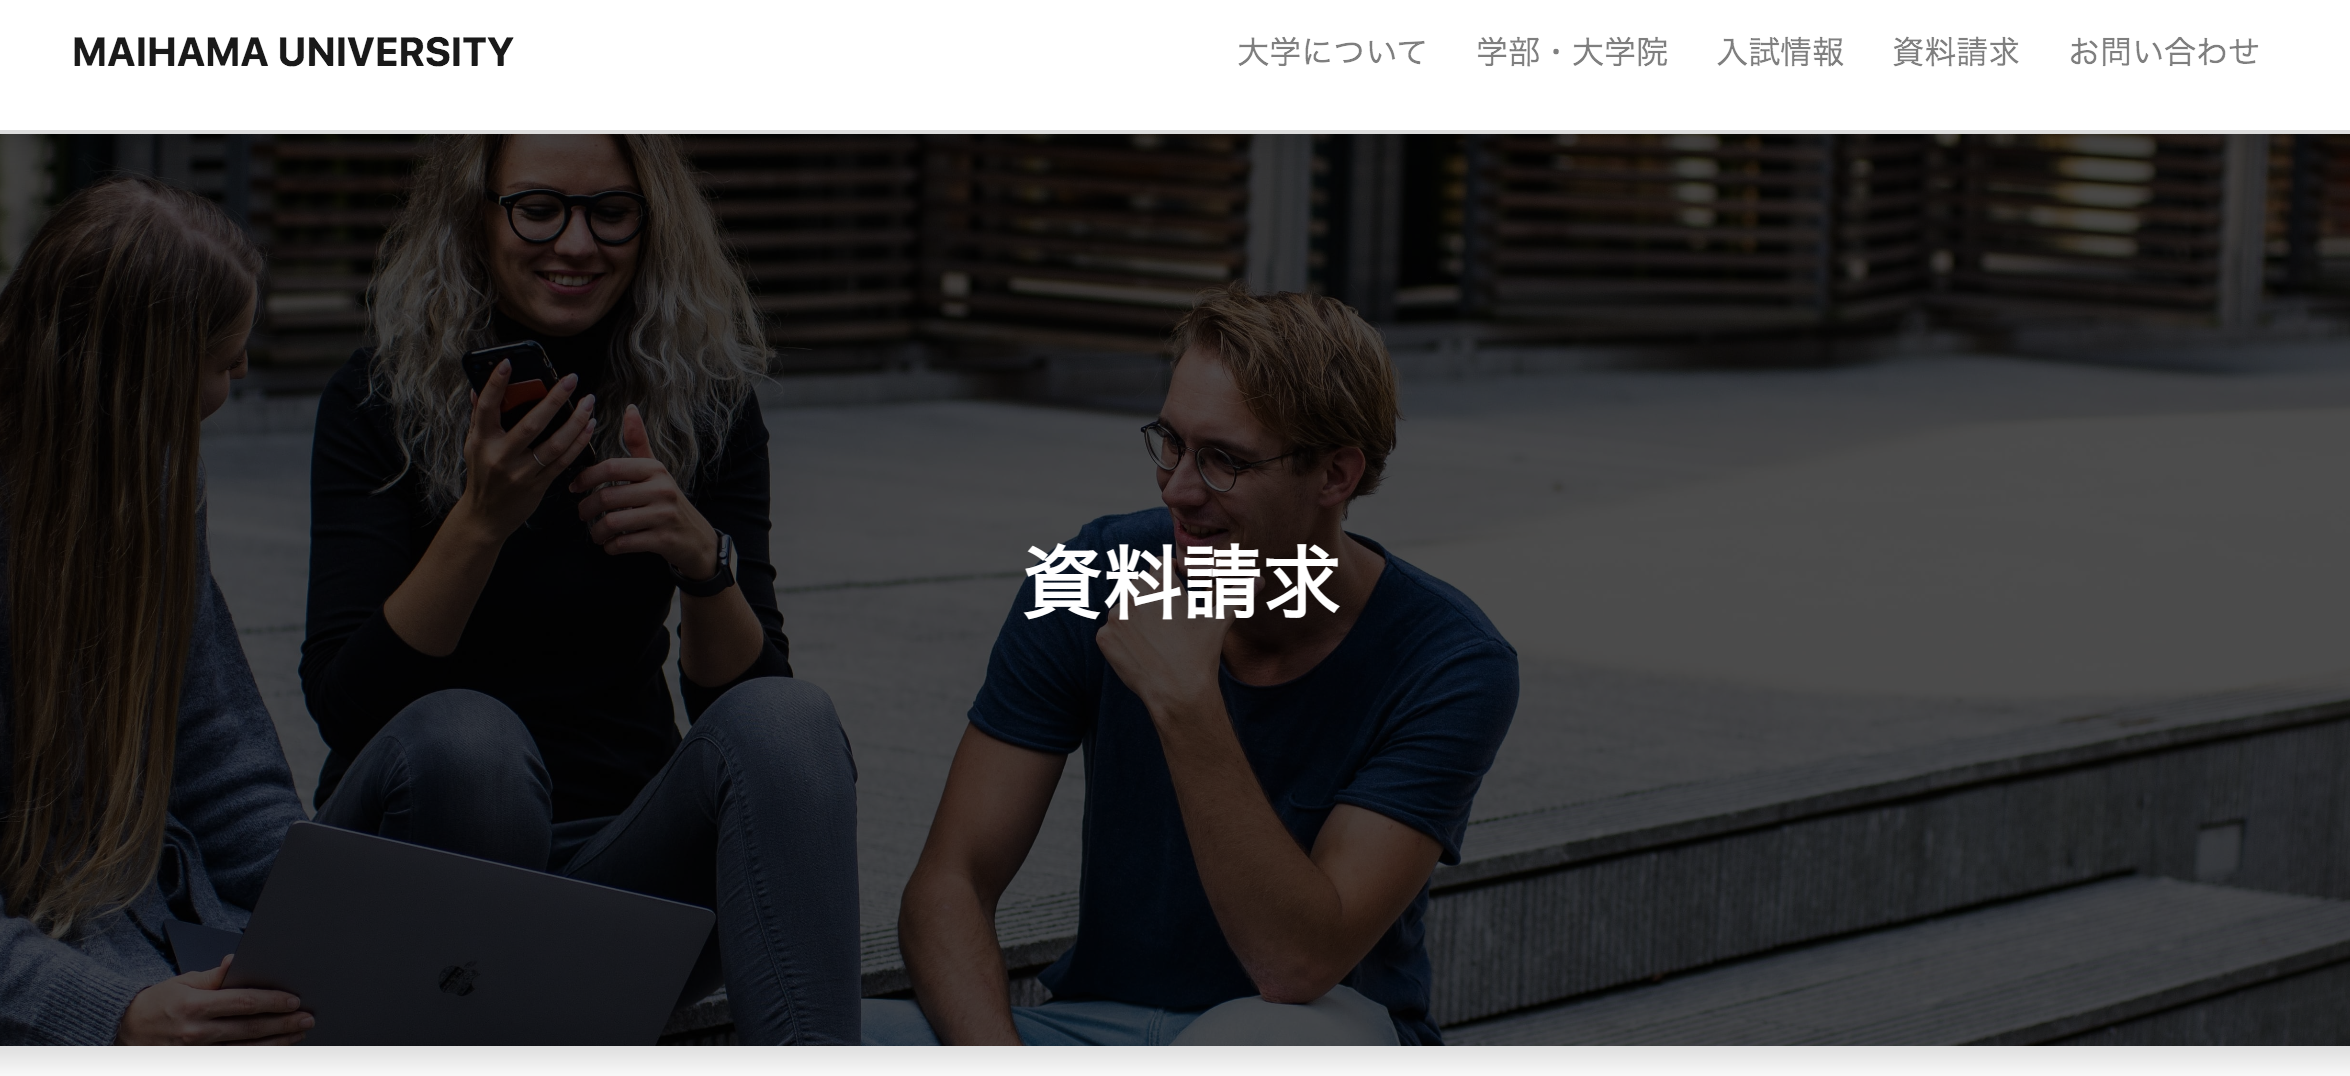 MAIHAMA UNIVERSITY
大学について
学部・大学院
入試情報
資料請求
お問い合わせ
資料請求